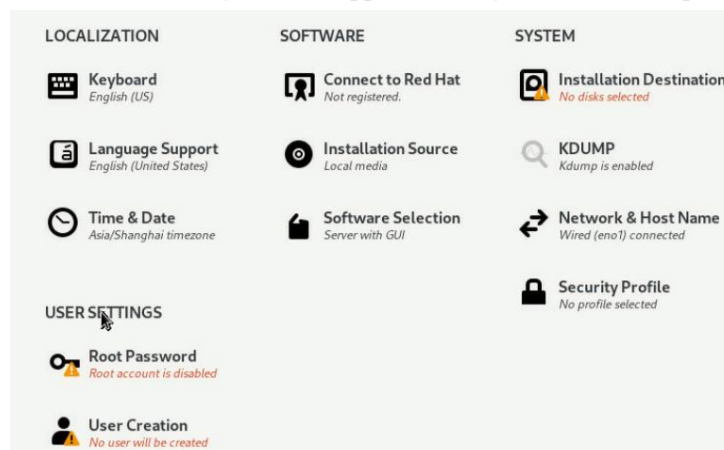 LOCALIZATION
Keyboard
English (US)
Language Support
English (United States)
Time & Date
Asia/Shanghai timezone
USER SETTINGS
Root Password
Root account is disabled
User Creation
No user will be created
SOFTWARE
Connect to Red Hat
Not registered.
Installation Source
Local media
Software Selection
Server with GUI
SYSTEM
Installation Destination
No disks selected
KDUMP
Kdump is enabled
Network & Host Name
Wired (eno1) connected
Security Profile
No profile selected